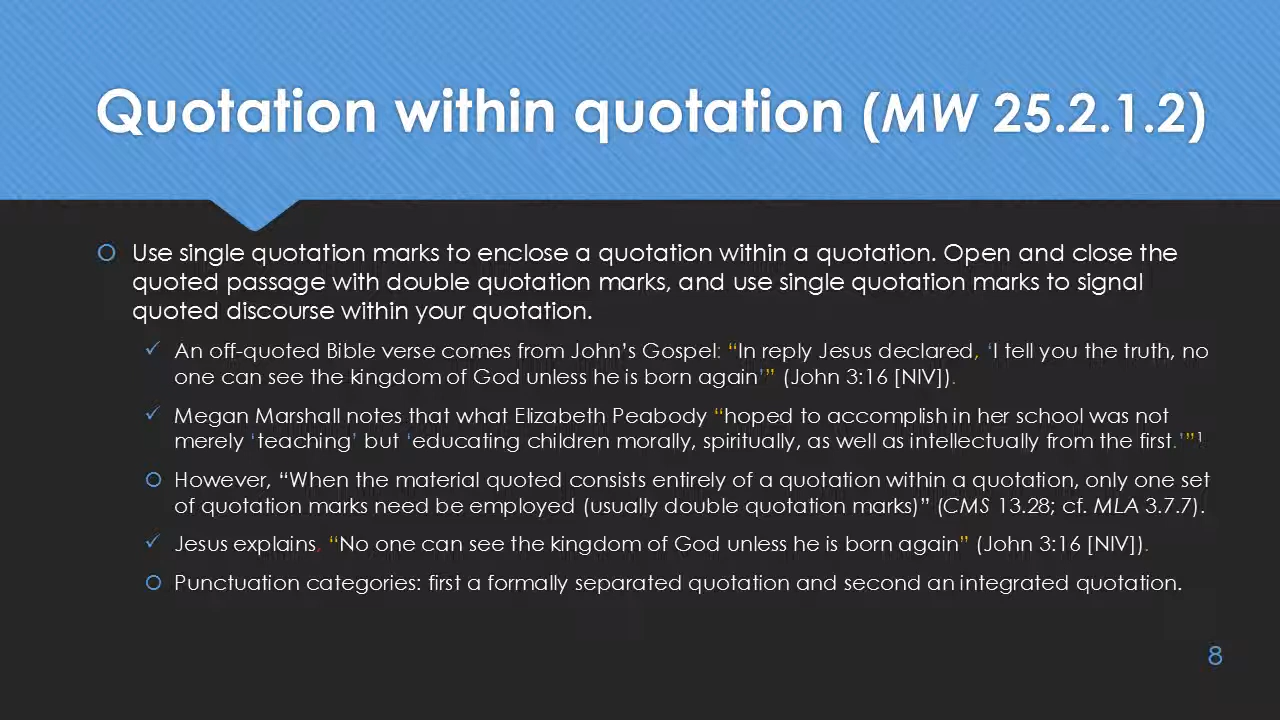 Quotation within quotation (MW 25.2.1.2)
Use single quotation marks to enclose a quotation within a quotation. Open and close the
quoted passage with double quotation marks, and use single quotation marks to signal
quoted discourse within your quotation.
An off-quoted Bible verse comes from John’s Gospel: “In reply Jesus declared, ‘I tell you the truth, no
one can see the kingdom of God unless he is born again’” (John 3:16 [NIV]).
Megan Marshall notes that what Elizabeth Peabody “hoped to accomplish in her school was not
merely ‘teaching’ but ‘educating children morally, spiritually, as well as intellectually from the first.’”1
However, “When the material quoted consists entirely of a quotation within a quotation, only one set
of quotation marks need be employed (usually double quotation marks)” (CMS 13.28; cf. MLA 3.7.7).
Jesus explains, “No one can see the kingdom of God unless he is born again” (John 3:16 [NIV]).
Punctuation categories: first a formally separated quotation and second an integrated quotation.
8